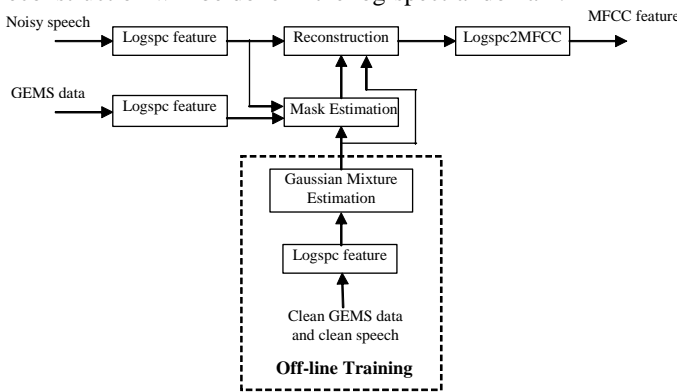 Noisy speech
Logspc feature
Reconstruction
Logspc2MFCC
MFCC feature
GEMS data
Logspc feature
Mask Estimation
Gaussian Mixture
Estimation
Logspc feature
Clean GEMS data
and clean speech
Off-line Training